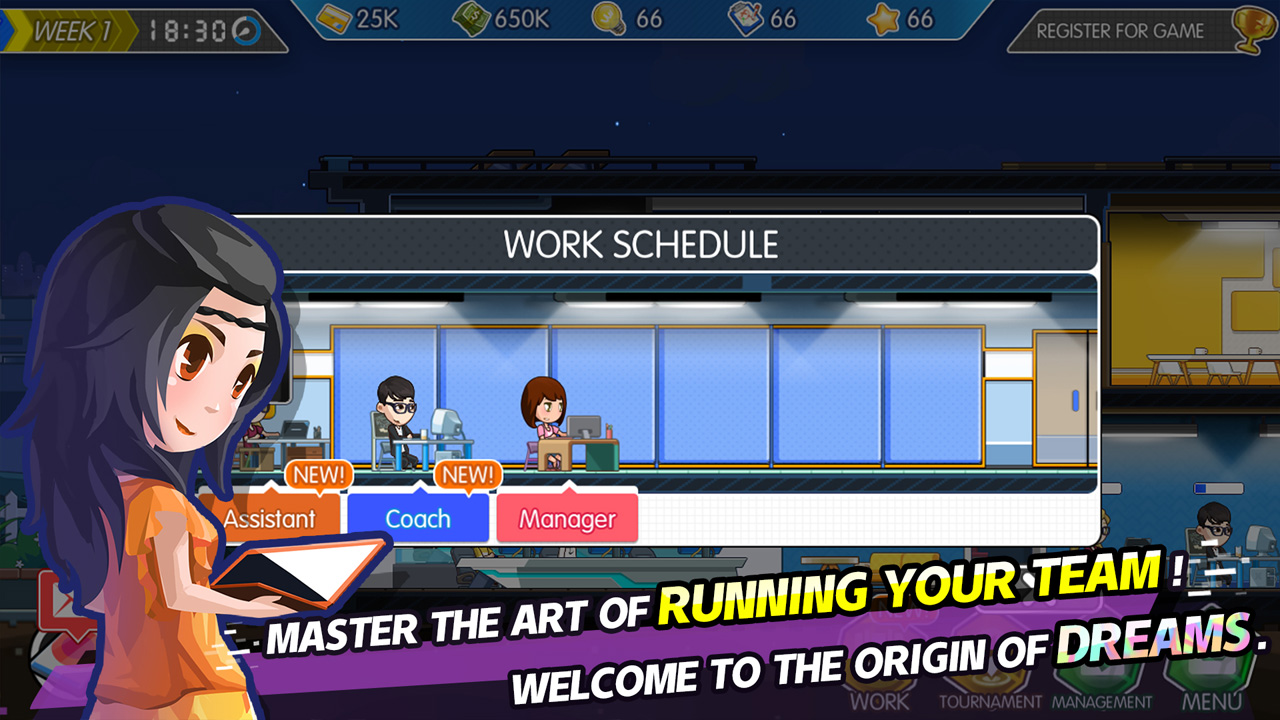 WEEK 1
18:30
25K
650K
66
66
66
REGISTER FOR GAME
WORK SCHEDULE
NEW!
NEW!
Assistant
Coach
Manager
MASTER THE ART OF RUNNING YOUR TEAM !
WELCOME TO THE ORIGIN OF DREAMS.
WORK
TOURNAMENT
MANAGEMENT
MENU